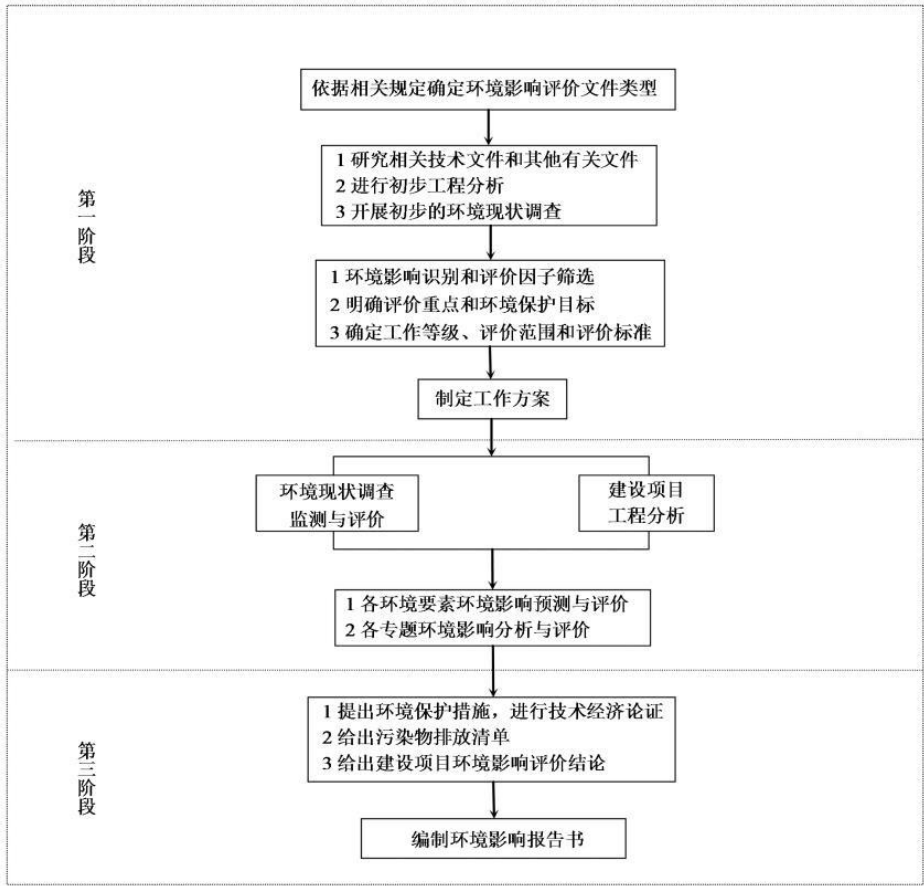 依据相关规定确定环境影响评价文件类型
1 研究相关技术文件和其他有关文件
2 进行初步工程分析
3 开展初步的环境现状调查
第一阶段
1 环境影响识别和评价因子筛选
2 明确评价重点和环境保护目标
3 确定工作等级、评价范围和评价标准
制定工作方案
环境现状调查
监测与评价
建设项目
工程分析
第二阶段
1 各环境要素环境影响预测与评价
2 各专题环境影响分析与评价
1 提出环境保护措施，进行技术经济论证
2 给出污染物排放清单
3 给出建设项目环境影响评价结论
第三阶段
编制环境影响报告书